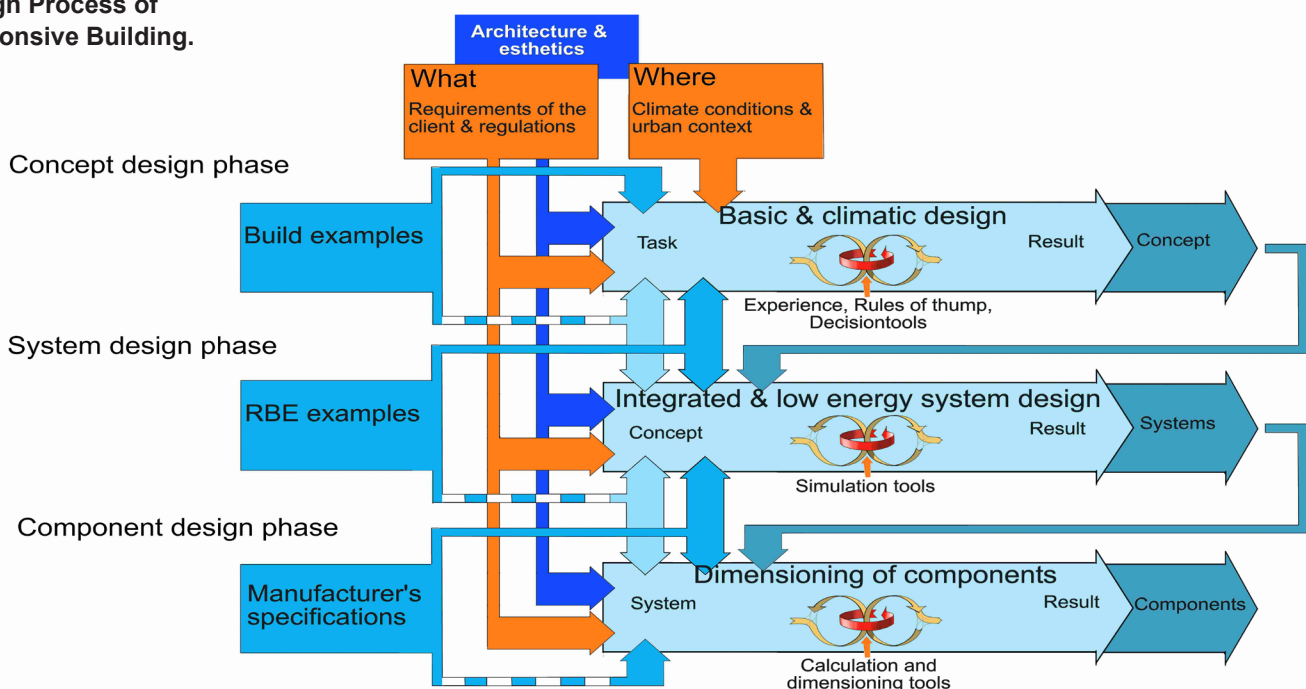 gn Process of
onsive Building.
Architecture &
esthetics
What
Requirements of the
client & regulations
Where
Climate conditions &
urban context
Concept design phase
Build examples
Basic & climatic design
Task
Result
Concept
Experience, Rules of thump,
Decisiontools
System design phase
RBE examples
Integrated & low energy system design
Concept
Result
Systems
Simulation tools
Component design phase
Manufacturer's
specifications
Dimensioning of components
System
Result
Components
Calculation and
dimensioning tools